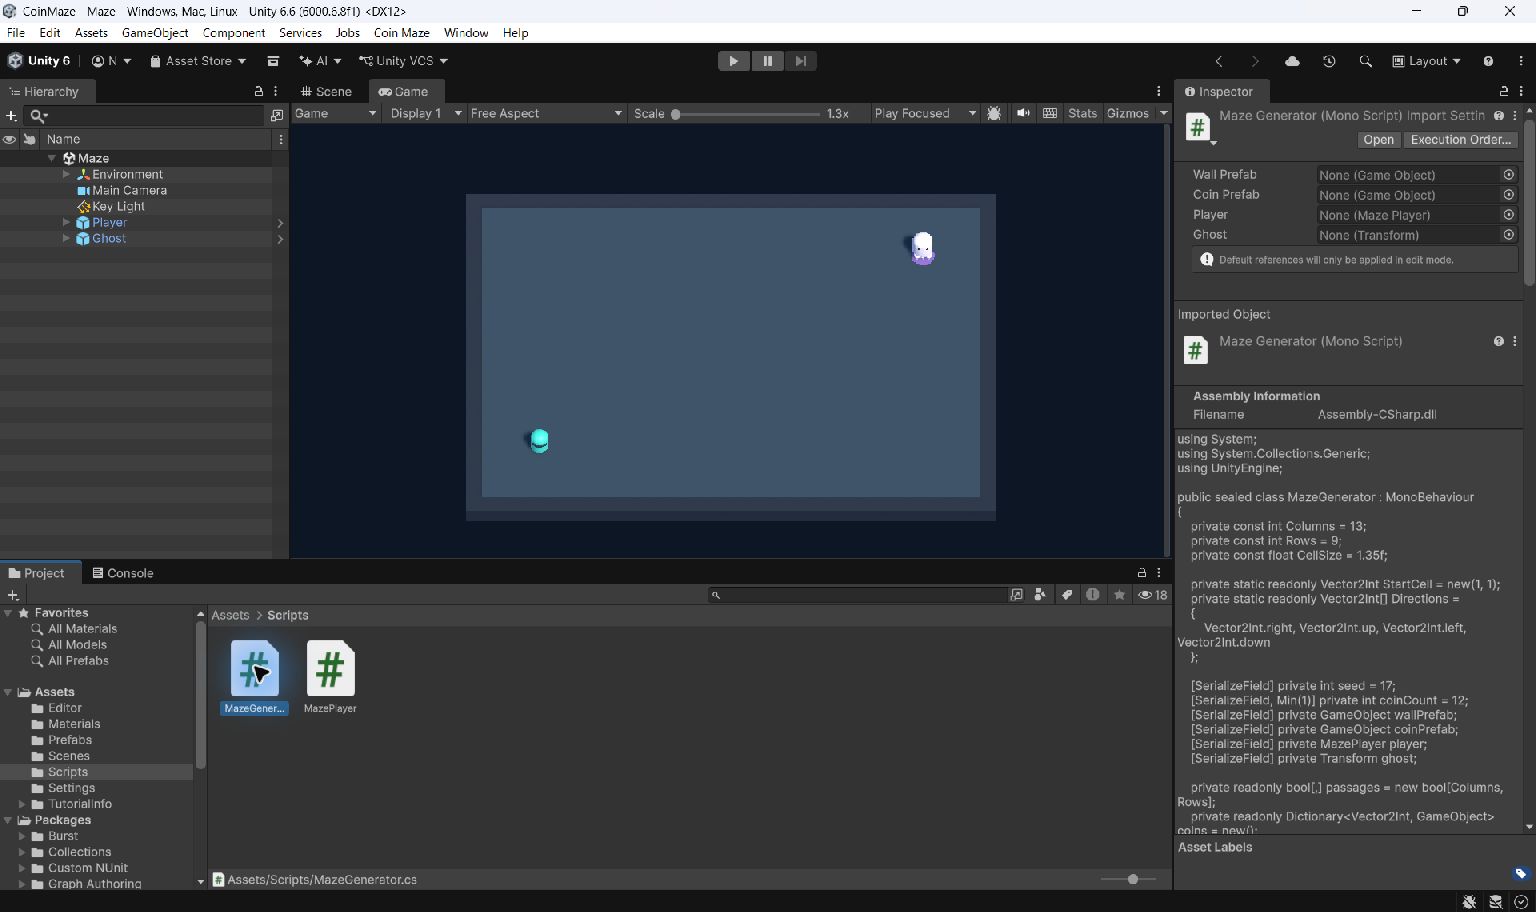 CoinMaze - Maze - Windows, Mac, Linux - Unity 6.6 (6000.6.8f1) <DX12>
File Edit Assets GameObject Component Services Jobs Coin Maze Window Help
Unity 6 N Asset Store AI Unity VCS Layout
Hierarchy
Name
Maze
Environment
Main Camera
Key Light
Player
Ghost
Scene Game
Game Display 1 Free Aspect Scale 1.3x Play Focused Stats Gizmos
Inspector
Maze Generator (Mono Script) Import Settin
Open Execution Order...
Wall Prefab None (Game Object)
Coin Prefab None (Game Object)
Player None (Maze Player)
Ghost None (Transform)
Default references will only be applied in edit mode.
Imported Object
Maze Generator (Mono Script)
Assembly Information
Filename Assembly-CSharp.dll
using System;
using System.Collections.Generic;
using UnityEngine;
public sealed class MazeGenerator : MonoBehaviour
{
private const int Columns = 13;
private const int Rows = 9;
private const float CellSize = 1.35f;
private static readonly Vector2Int StartCell = new(1, 1);
private static readonly Vector2Int[] Directions =
{
Vector2Int.right, Vector2Int.up, Vector2Int.left,
Vector2Int.down
};
[SerializeField] private int seed = 17;
[SerializeField, Min(1)] private int coinCount = 12;
[SerializeField] private GameObject wallPrefab;
[SerializeField] private GameObject coinPrefab;
[SerializeField] private MazePlayer player;
[SerializeField] private Transform ghost;
private readonly bool[,] passages = new bool[Columns,
Rows];
private readonly Dictionary<Vector2Int, GameObject>
coins = new();
Asset Labels
Project Console
18
Favorites
All Materials
All Models
All Prefabs
Assets
Editor
Materials
Prefabs
Scenes
Scripts
Settings
TutorialInfo
Packages
Burst
Collections
Custom NUnit
Graph Authoring
Assets > Scripts
MazeGener... MazePlayer
Assets/Scripts/MazeGenerator.cs